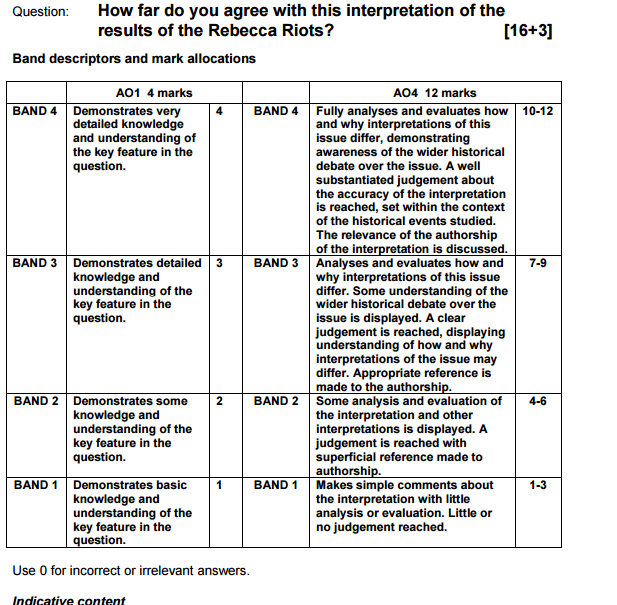 Question: How far do you agree with this interpretation of the
results of the Rebecca Riots? [16+3]
Band descriptors and mark allocations
AO1 4 marks AO4 12 marks
BAND 4 Demonstrates very detailed knowledge and understanding of the key feature in the question. 4 BAND 4 Fully analyses and evaluates how and why interpretations of this issue differ, demonstrating awareness of the wider historical debate over the issue. A well substantiated judgement about the accuracy of the interpretation is reached, set within the context of the historical events studied. The relevance of the authorship of the interpretation is discussed. 10-12
BAND 3 Demonstrates detailed knowledge and understanding of the key feature in the question. 3 BAND 3 Analyses and evaluates how and why interpretations of this issue differ. Some understanding of the wider historical debate over the issue is displayed. A clear judgement is reached, displaying understanding of how and why interpretations of the issue may differ. Appropriate reference is made to the authorship. 7-9
BAND 2 Demonstrates some knowledge and understanding of the key feature in the question. 2 BAND 2 Some analysis and evaluation of the interpretation and other interpretations is displayed. A judgement is reached with superficial reference made to authorship. 4-6
BAND 1 Demonstrates basic knowledge and understanding of the key feature in the question. 1 BAND 1 Makes simple comments about the interpretation with little analysis or evaluation. Little or no judgement reached. 1-3
Use 0 for incorrect or irrelevant answers.
Indicative content